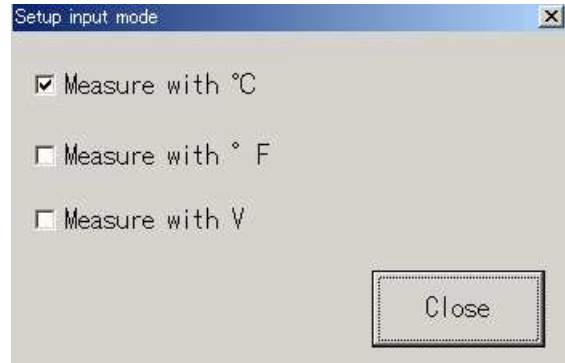 Setup input mode
Measure with ℃
Measure with ° F
Measure with V
Close